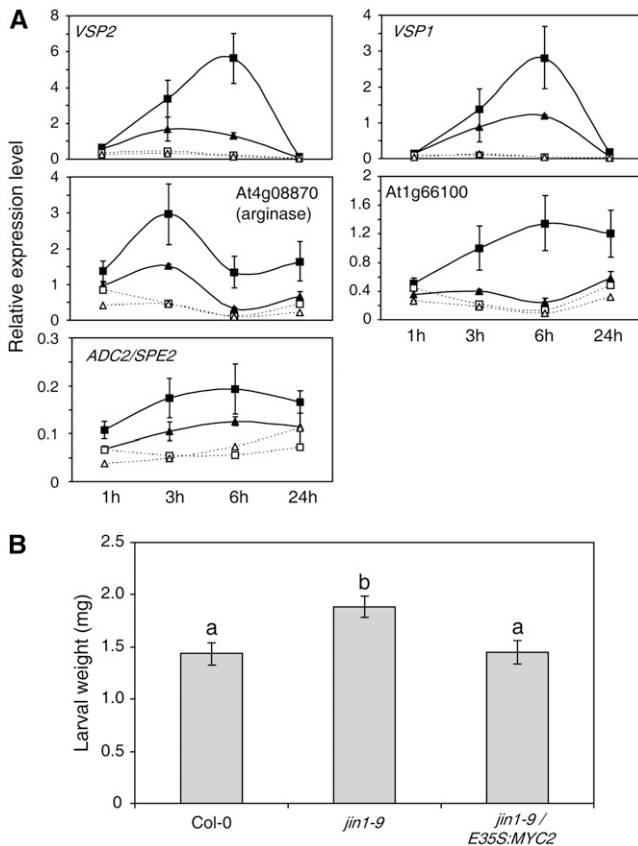 A
VSP2
VSP1
Relative expression level
8
6
4
2
0
4
3
2
1
0
At4g08870
(arginase)
At1g66100
4
3
2
1
0
1.6
1.2
0.8
0.4
0
1h 3h 6h 24h
ADC2/SPE2
0.3
0.2
0.1
0
1h 3h 6h 24h
B
Larval weight (mg)
2.5
2.0
1.5
1.0
0.5
0
a
b
a
Col-0
jin1-9
jin1-9 /
E35S:MYC2